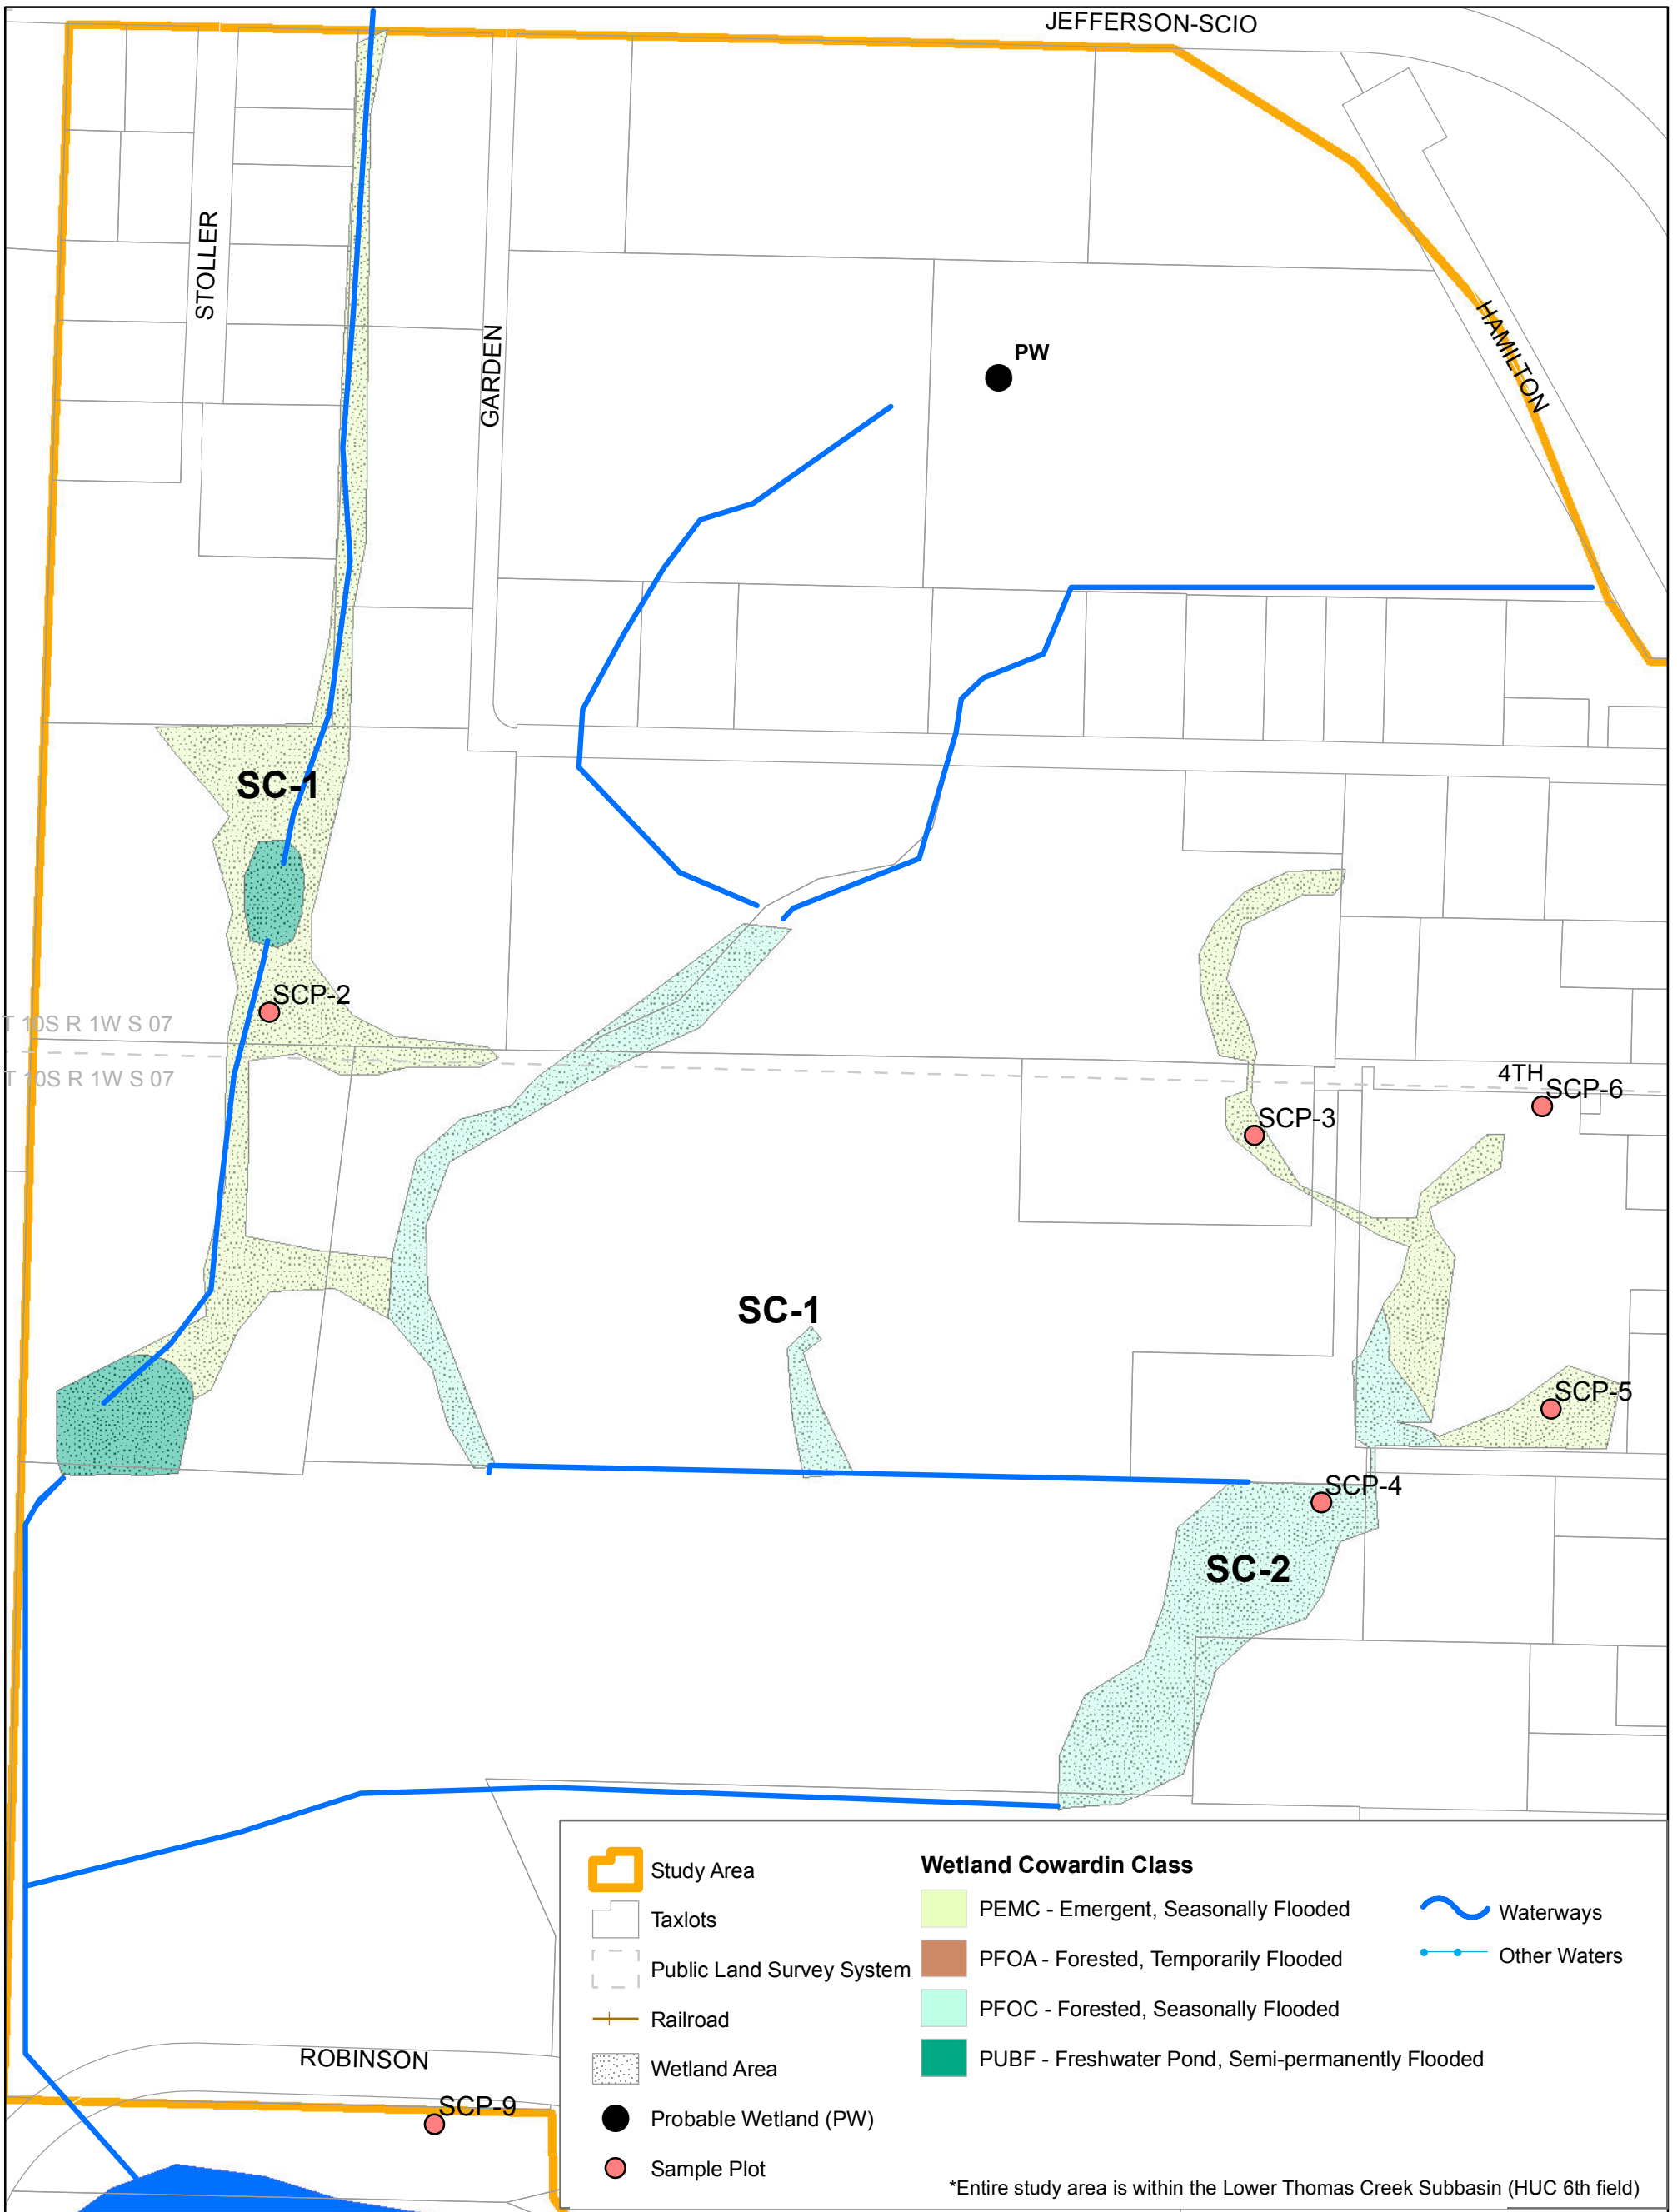 JEFFERSON-SCIO
STOLLER
GARDEN
HAMILTON
PW
SC-1
SCP-2
T 10S R 1W S 07
T 10S R 1W S 07
4TH
SCP-6
SCP-3
SC-1
SCP-5
SCP-4
SC-2
ROBINSON
SCP-9
Study Area
Taxlots
Public Land Survey System
Railroad
Wetland Area
Probable Wetland (PW)
Sample Plot
Wetland Cowardin Class
PEMC - Emergent, Seasonally Flooded
PFOA - Forested, Temporarily Flooded
PFOC - Forested, Seasonally Flooded
PUBF - Freshwater Pond, Semi-permanently Flooded
Waterways
Other Waters
*Entire study area is within the Lower Thomas Creek Subbasin (HUC 6th field)